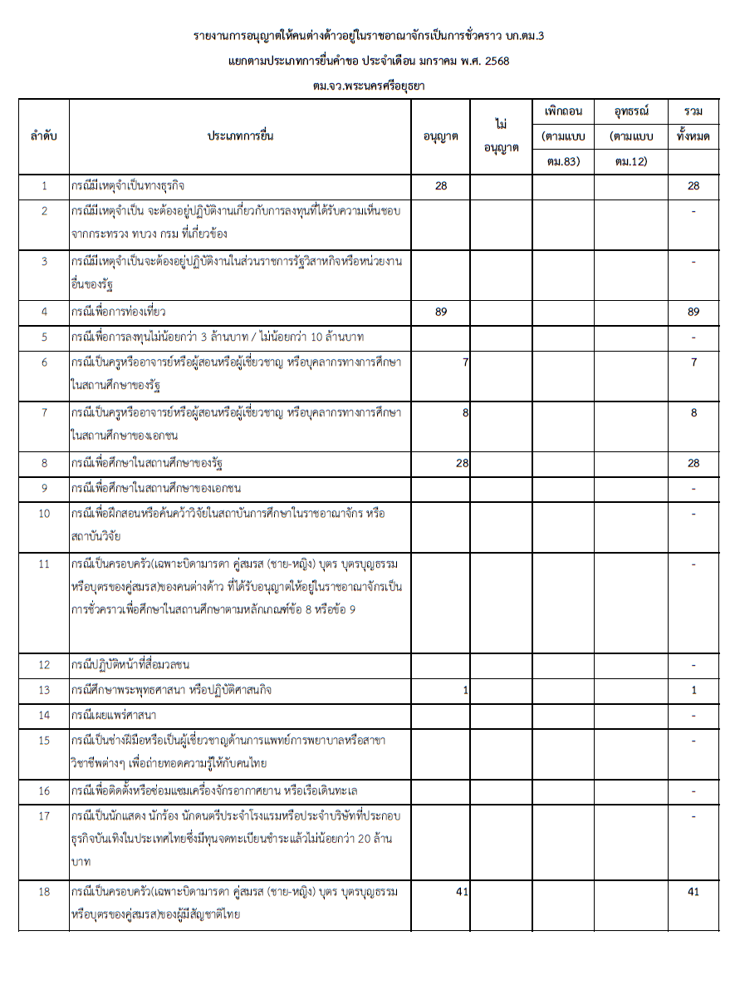 รายงานการอนุญาตให้คนต่างด้าวอยู่ในราชอาณาจักรเป็นการชั่วคราว บก.ตม.3
แยกตามประเภทการยื่นคำขอ ประจำเดือน มกราคม พ.ศ. 2568
ตม.จว.พระนครศรีอยุธยา
ลำดับ ประเภทการยื่น อนุญาต ไม่อนุญาต เพิกถอน (ตามแบบ ตม.83) อุทธรณ์ (ตามแบบ ตม.12) รวม ทั้งหมด
1 กรณีมีเหตุจำเป็นทางธุรกิจ 28 28
2 กรณีมีเหตุจำเป็น จะต้องอยู่ปฏิบัติงานเกี่ยวกับการลงทุนที่ได้รับความเห็นชอบ -
จากกระทรวง ทบวง กรม ที่เกี่ยวข้อง
3 กรณีมีเหตุจำเป็นจะต้องอยู่ปฏิบัติงานในส่วนราชการรัฐวิสาหกิจหรือหน่วยงาน -
อื่นของรัฐ
4 กรณีเพื่อการท่องเที่ยว 89 89
5 กรณีเพื่อการลงทุนไม่น้อยกว่า 3 ล้านบาท / ไม่น้อยกว่า 10 ล้านบาท -
6 กรณีเป็นครูหรืออาจารย์หรือผู้สอนหรือผู้เชี่ยวชาญ หรือบุคลากรทางการศึกษา 7 7
ในสถานศึกษาของรัฐ
7 กรณีเป็นครูหรืออาจารย์หรือผู้สอนหรือผู้เชี่ยวชาญ หรือบุคลากรทางการศึกษา 8 8
ในสถานศึกษาของเอกชน
8 กรณีเพื่อศึกษาในสถานศึกษาของรัฐ 28 28
9 กรณีเพื่อศึกษาในสถานศึกษาของเอกชน -
10 กรณีเพื่อฝึกสอนหรือค้นคว้าวิจัยในสถาบันการศึกษาในราชอาณาจักร หรือ -
สถาบันวิจัย
11 กรณีเป็นครอบครัว(เฉพาะบิดามารดา คู่สมรส (ชาย-หญิง) บุตร บุตรบุญธรรม -
หรือบุตรของคู่สมรส)ของคนต่างด้าว ที่ได้รับอนุญาตให้อยู่ในราชอาณาจักรเป็น
การชั่วคราวเพื่อศึกษาในสถานศึกษาตามหลักเกณฑ์ข้อ 8 หรือข้อ 9
12 กรณีปฏิบัติหน้าที่สื่อมวลชน -
13 กรณีศึกษาพระพุทธศาสนา หรือปฏิบัติศาสนกิจ 1 1
14 กรณีเผยแพร่ศาสนา -
15 กรณีเป็นช่างฝีมือหรือเป็นผู้เชี่ยวชาญด้านการแพทย์การพยาบาลหรือสาขา -
วิชาชีพต่างๆ เพื่อถ่ายทอดความรู้ให้กับคนไทย
16 กรณีเพื่อติดตั้งหรือซ่อมแซมเครื่องจักรอากาศยาน หรือเรือเดินทะเล -
17 กรณีเป็นนักแสดง นักร้อง นักดนตรีประจำโรงแรมหรือประจำบริษัทที่ประกอบ -
ธุรกิจบันเทิงในประเทศไทยซึ่งมีทุนจดทะเบียนชำระแล้วไม่น้อยกว่า 20 ล้าน
บาท
18 กรณีเป็นครอบครัว(เฉพาะบิดามารดา คู่สมรส (ชาย-หญิง) บุตร บุตรบุญธรรม 41 41
หรือบุตรของคู่สมรส)ของผู้มีสัญชาติไทย